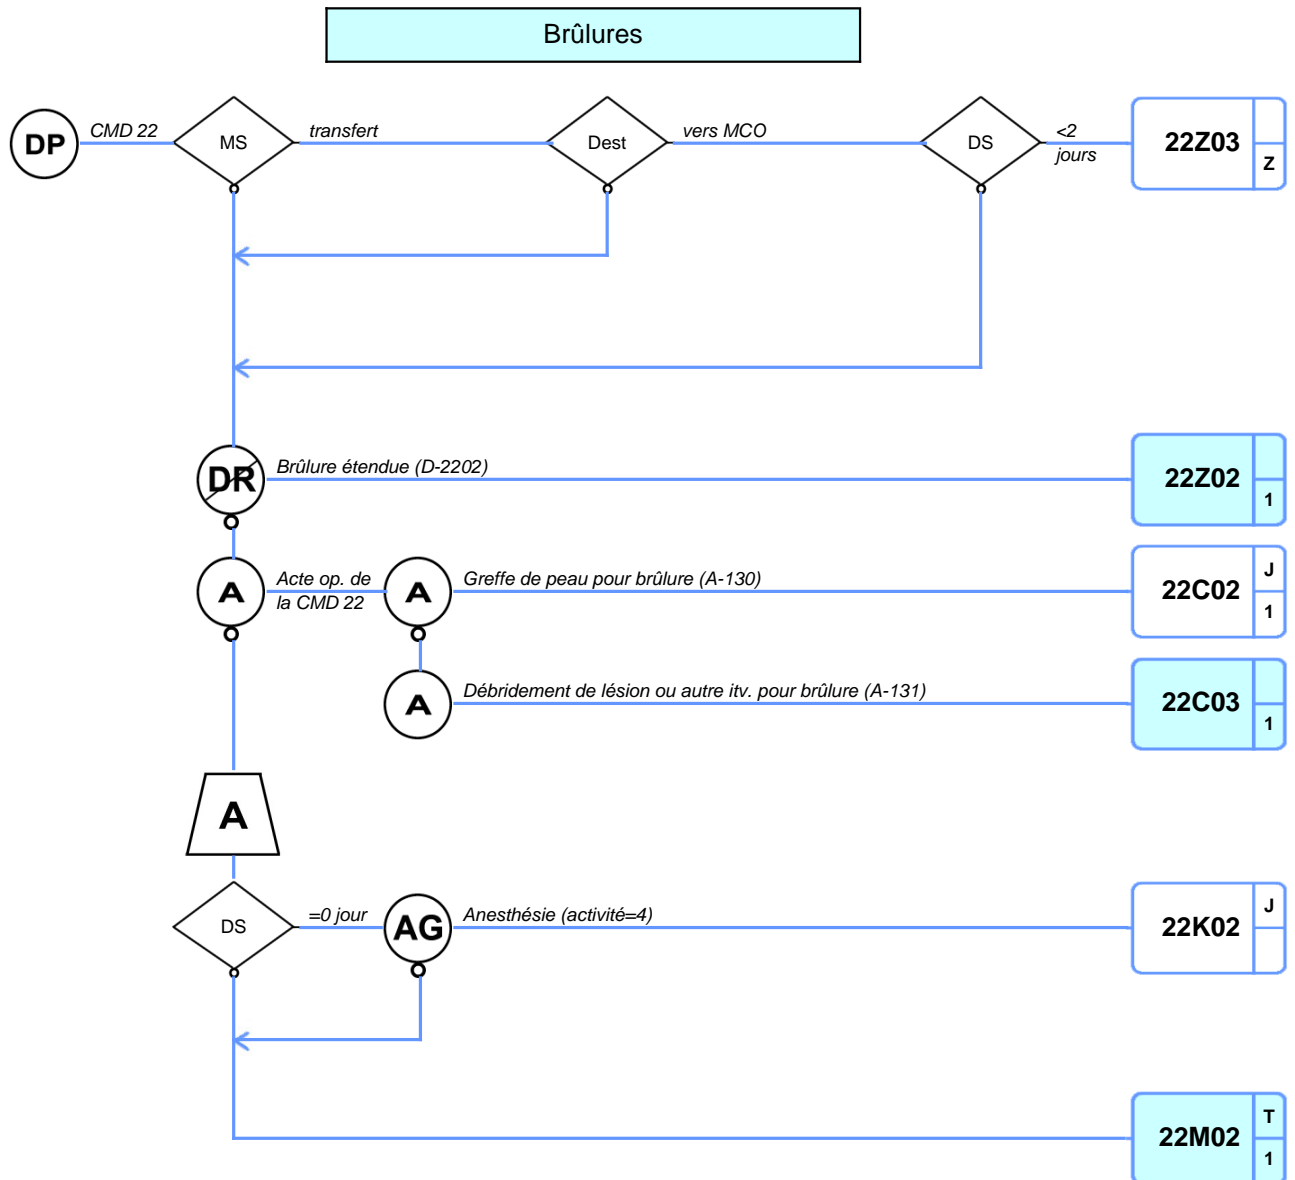 Brûlures
DP
CMD 22
MS
transfert
Dest
vers MCO
DS
<2
jours
22Z03
Z
DR
Brûlure étendue (D-2202)
22Z02
1
A
Acte op. de
la CMD 22
A
Greffe de peau pour brûlure (A-130)
22C02
J
1
A
Débridement de lésion ou autre itv. pour brûlure (A-131)
22C03
1
A
DS
=0 jour
AG
Anesthésie (activité=4)
22K02
J
22M02
T
1